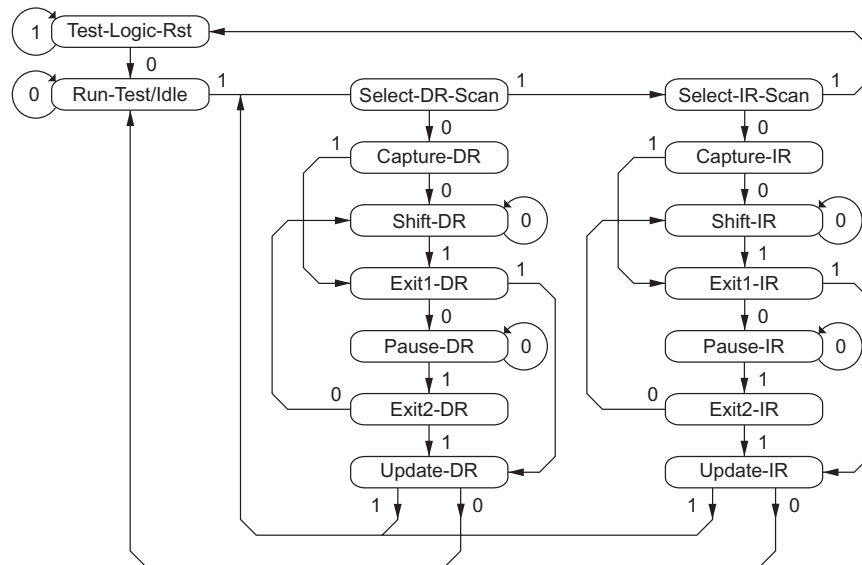 1 Test-Logic-Rst
0
0 Run-Test/Idle 1 Select-DR-Scan 1 Select-IR-Scan 1
0 0
1 Capture-DR 1 Capture-IR
0 0
Shift-DR 0 Shift-IR 0
1 1
Exit1-DR 1 Exit1-IR 1
0 0
Pause-DR 0 Pause-IR 0
1 1
0 Exit2-DR 0 Exit2-IR
1 1
Update-DR Update-IR
1 0 1 0